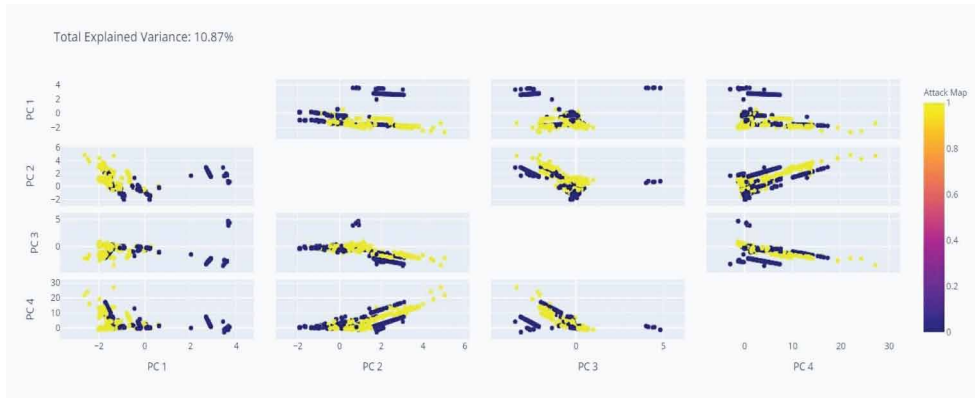 Total Explained Variance: 10.87%
Attack Map
PC 1
4
2
0
−2
1
0.8
0.6
0.4
0.2
0
PC 2
6
4
2
0
−2
PC 3
5
0
PC 4
30
20
10
0
−2 0 2 4
−2 0 2 4 6
0 5
0 10 20 30
PC 1 PC 2 PC 3 PC 4